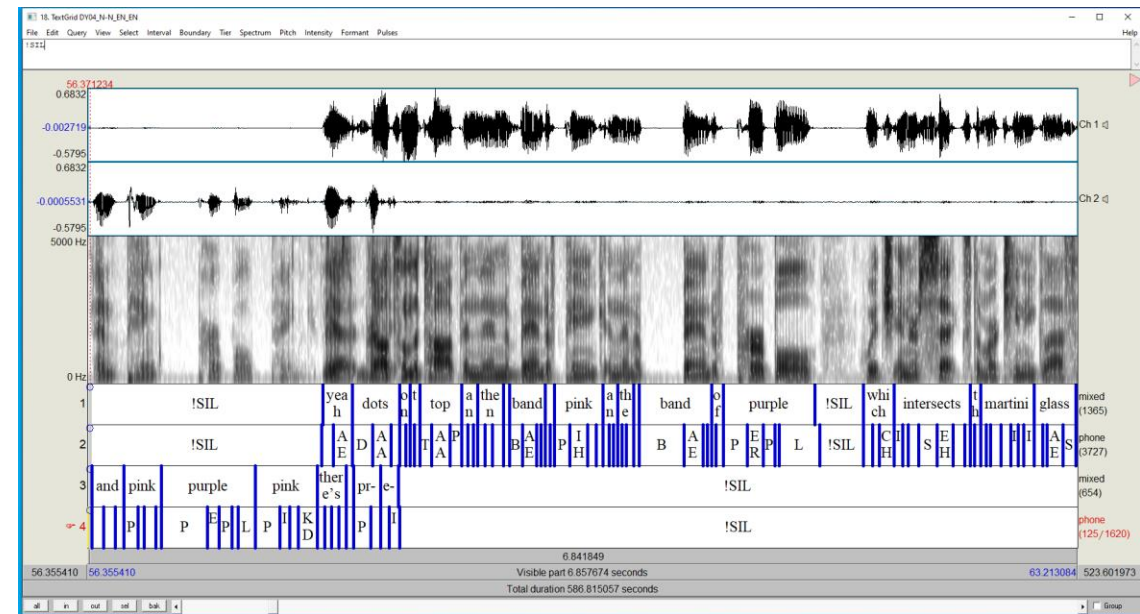 18. TextGrid DY04_N-N_EN_EN
File Edit Query View Select Interval Boundary Tier Spectrum Pitch Intensity Formant Pulses Help
!SIL
56.371234
0.6832
-0.002719
-0.5795
Ch 1
0.6832
-0.0005531
-0.5795
Ch 2
5000 Hz
0 Hz
1 !SIL yeah dots on t top an then band pink an the band of purple !SIL which intersects th martini glass mixed (1365)
2 !SIL AE D AA T AA P B AE P IH B AE P ER P L !SIL CH I S EH I I AE S phone (3727)
3 and pink purple pink there's pr- e- !SIL mixed (654)
4 P P E P L P I KD P I !SIL phone (125/1620)
6.841849
56.355410 56.355410 Visible part 6.857674 seconds 63.213084 523.601973
Total duration 586.815057 seconds
all in out sel bak Group